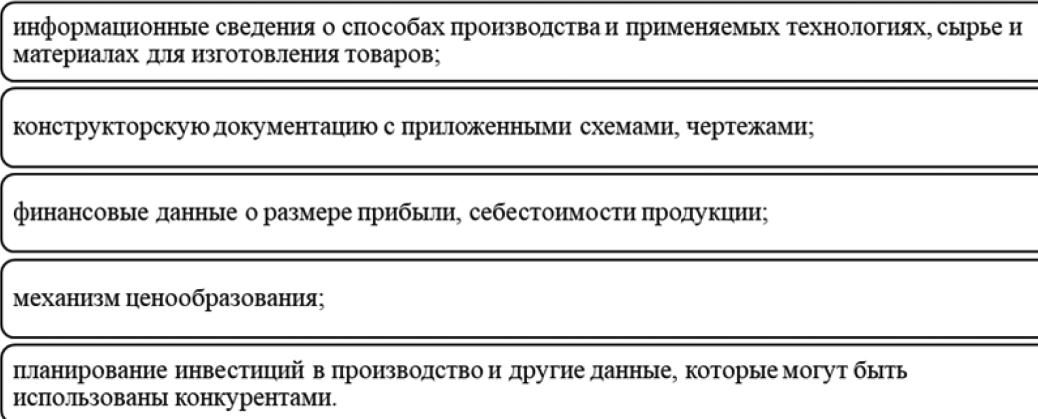 информационные сведения о способах производства и применяемых технологиях, сырье и
материалах для изготовления товаров;
конструкторскую документацию с приложенными схемами, чертежами;
финансовые данные о размере прибыли, себестоимости продукции;
механизм ценообразования;
планирование инвестиций в производство и другие данные, которые могут быть
использованы конкурентами.